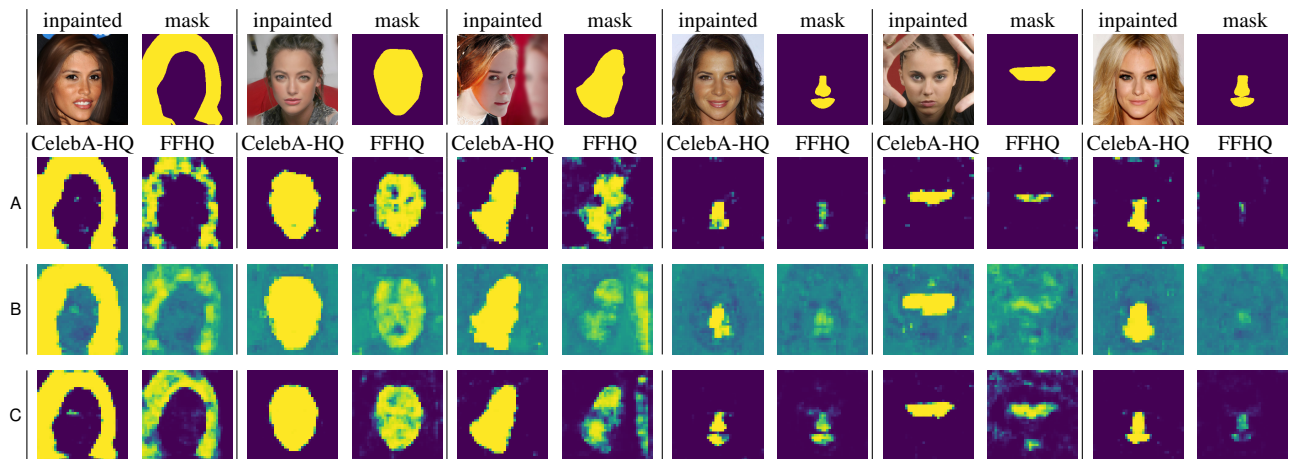 inpainted mask inpainted mask inpainted mask inpainted mask inpainted mask inpainted mask
CelebA-HQ FFHQ CelebA-HQ FFHQ CelebA-HQ FFHQ CelebA-HQ FFHQ CelebA-HQ FFHQ CelebA-HQ FFHQ
A
B
C